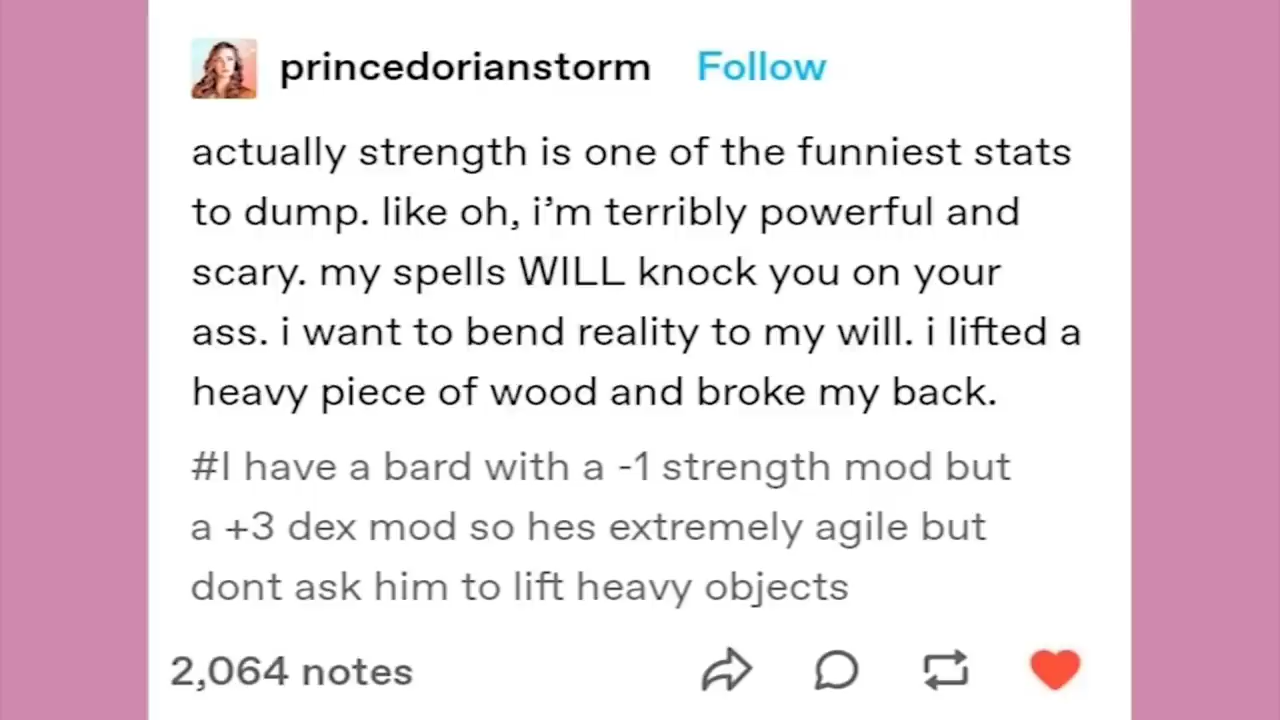 princedorianstorm Follow
actually strength is one of the funniest stats
to dump. like oh, i’m terribly powerful and
scary. my spells WILL knock you on your
ass. i want to bend reality to my will. i lifted a
heavy piece of wood and broke my back.
#I have a bard with a -1 strength mod but
a +3 dex mod so hes extremely agile but
dont ask him to lift heavy objects
2,064 notes